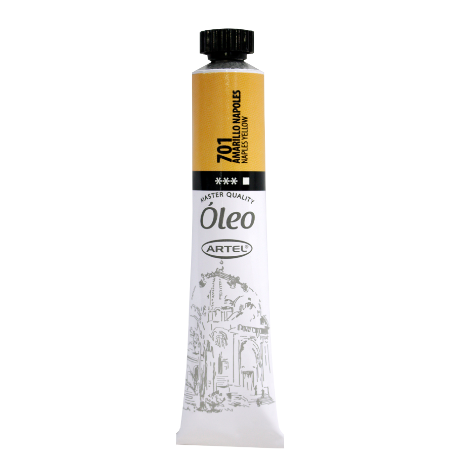 701
AMARILLO NAPOLES
NAPLES YELLOW
***
MASTER QUALITY
Óleo
ARTEL®